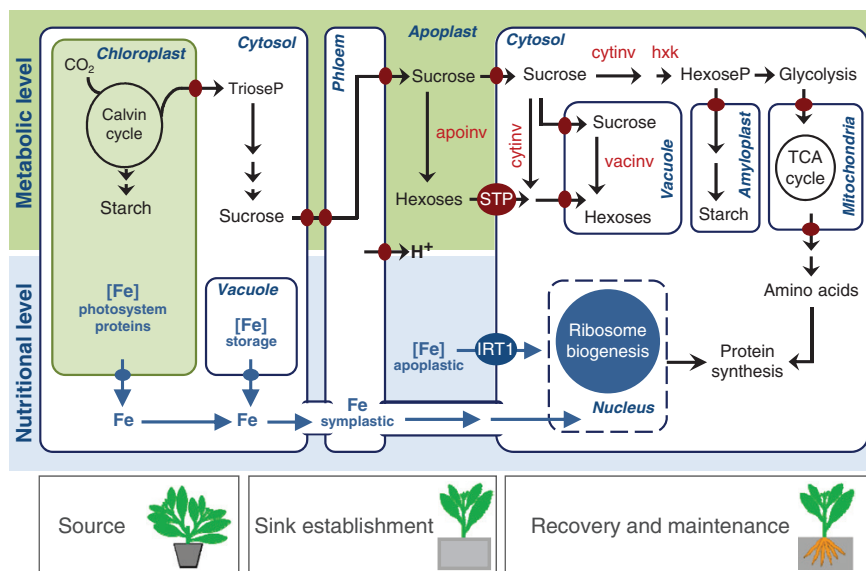 Metabolic level
Nutritional level
Chloroplast
Cytosol
CO2
Calvin
cycle
Starch
TrioseP
Sucrose
Phloem
Apoplast
Sucrose
apoinv
Hexoses
STP
H+
Cytosol
Sucrose
cytinv
hxk
HexoseP
Glycolysis
cytinv
Sucrose
vacinv
Hexoses
Vacuole
Starch
Amyloplast
TCA
cycle
Mitochondria
Amino acids
Protein
synthesis
[Fe]
photosystem
proteins
Vacuole
[Fe]
storage
Fe
Fe
Fe
symplastic
[Fe]
apoplastic
IRT1
Ribosome
biogenesis
Nucleus
Source
Sink establishment
Recovery and maintenance